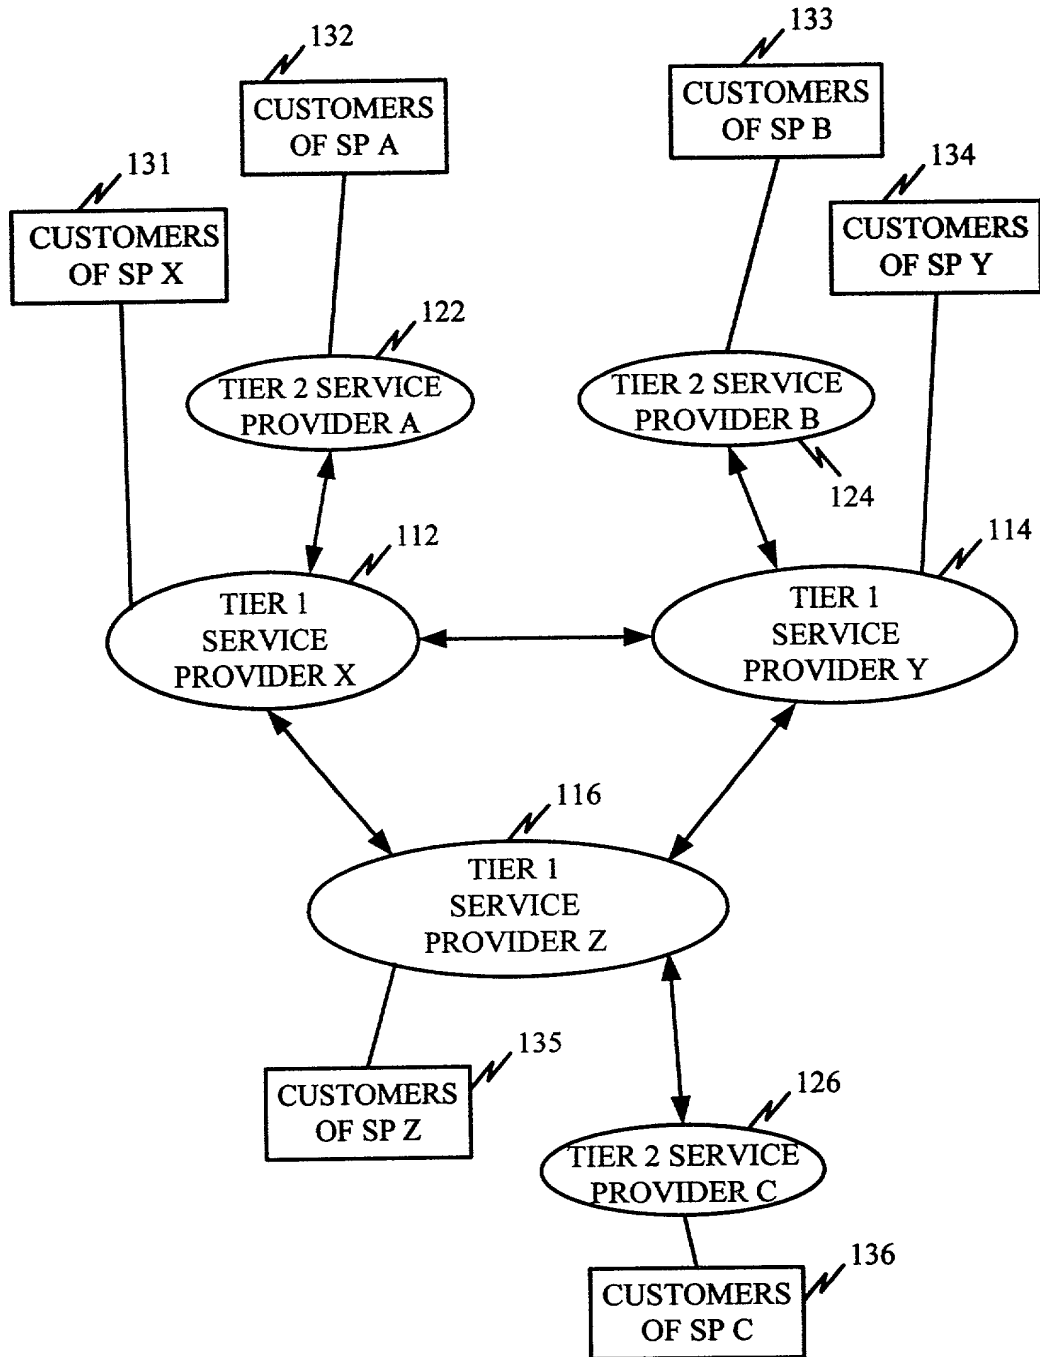 132
133
CUSTOMERS
OF SP A
CUSTOMERS
OF SP B
131
134
CUSTOMERS
OF SP X
CUSTOMERS
OF SP Y
122
TIER 2 SERVICE
PROVIDER A
TIER 2 SERVICE
PROVIDER B
124
112
114
TIER 1
SERVICE
PROVIDER X
TIER 1
SERVICE
PROVIDER Y
116
TIER 1
SERVICE
PROVIDER Z
135
CUSTOMERS
OF SP Z
126
TIER 2 SERVICE
PROVIDER C
136
CUSTOMERS
OF SP C